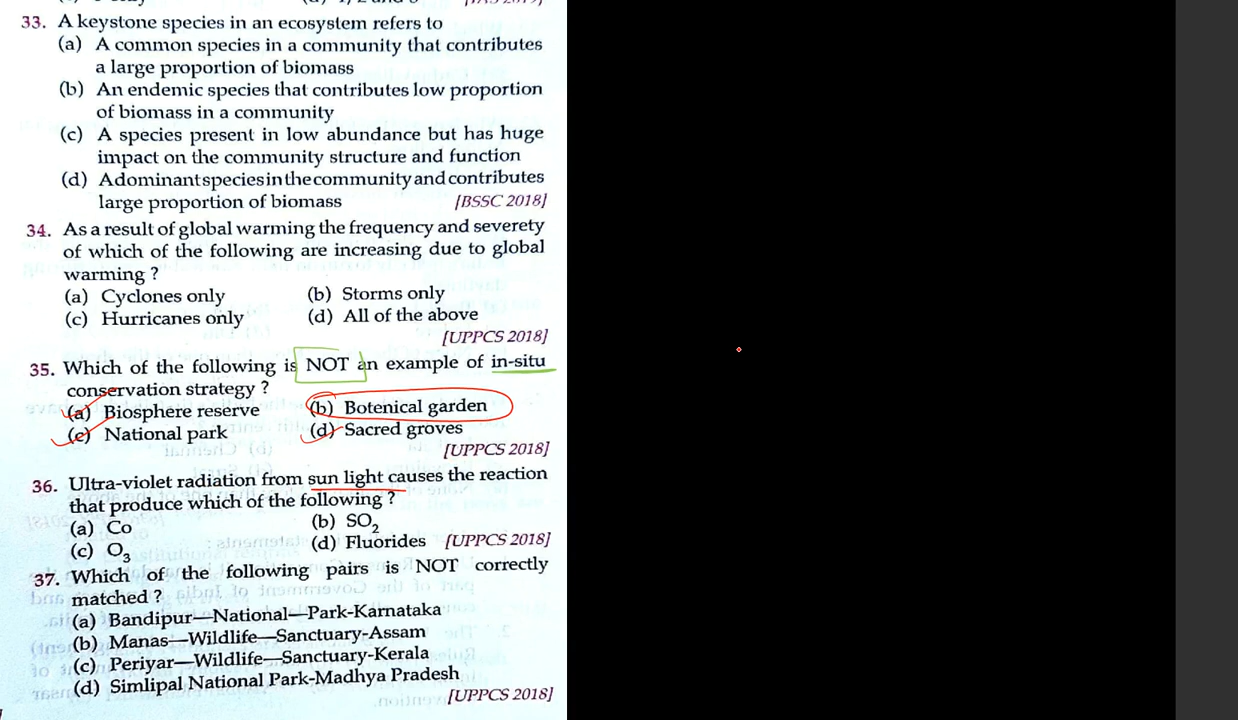 33. A keystone species in an ecosystem refers to
(a) A common species in a community that contributes
a large proportion of biomass
(b) An endemic species that contributes low proportion
of biomass in a community
(c) A species present in low abundance but has huge
impact on the community structure and function
(d) A dominant species in the community and contributes
large proportion of biomass [BSSC 2018]
34. As a result of global warming the frequency and severety
of which of the following are increasing due to global
warming ?
(a) Cyclones only (b) Storms only
(c) Hurricanes only (d) All of the above
[UPPCS 2018]
35. Which of the following is NOT an example of in-situ
conservation strategy ?
(a) Biosphere reserve (b) Botenical garden
(c) National park (d) Sacred groves
[UPPCS 2018]
36. Ultra-violet radiation from sun light causes the reaction
that produce which of the following ?
(a) Co (b) SO₂
(c) O₃ (d) Fluorides [UPPCS 2018]
37. Which of the following pairs is NOT correctly
matched ?
(a) Bandipur—National—Park-Karnataka
(b) Manas—Wildlife—Sanctuary-Assam
(c) Periyar—Wildlife—Sanctuary-Kerala
(d) Simlipal National Park-Madhya Pradesh
[UPPCS 2018]